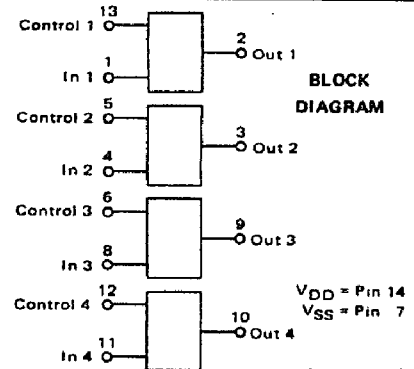 13
Control 1
2
Out 1
1
In 1
BLOCK
DIAGRAM
5
Control 2
3
Out 2
4
In 2
6
Control 3
9
Out 3
8
In 3
VDD = Pin 14
VSS = Pin 7
12
Control 4
10
Out 4
11
In 4